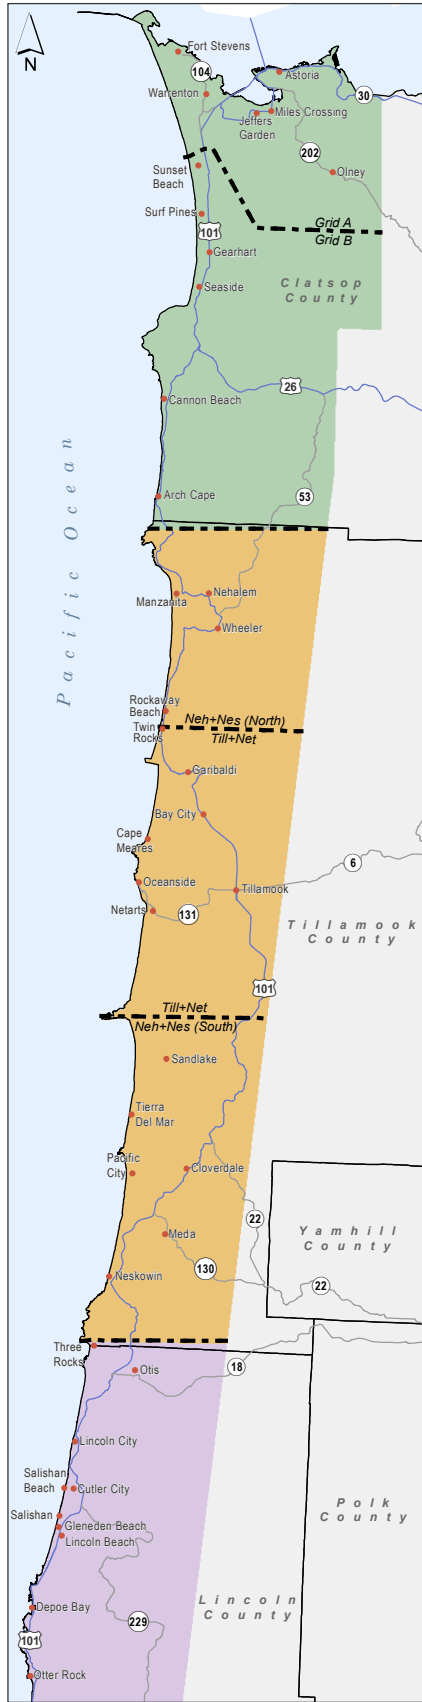 N
Fort Stevens
104
Astoria
Warrenton
30
Miles Crossing
Jeffers
Garden
202
Sunset
Beach
Olney
Surf Pines
Grid A
101
Grid B
Gearhart
Clatsop
County
Seaside
26
Cannon Beach
Pacific Ocean
Arch Cape
53
Manzanita
Nehalem
Wheeler
Rockaway
Beach
Neh+Nes (North)
Twin
Rocks
Till+Net
Garibaldi
Bay City
Cape
Meares
6
Oceanside
Tillamook
Netarts
131
Tillamook
County
101
Till+Net
Neh+Nes (South)
Sandlake
Tierra
Del Mar
Pacific
City
Cloverdale
22
Meda
Yamhill
County
130
Neskowin
22
Three
Rocks
Otis
18
Lincoln City
Salishan
Beach
Cutler City
Salishan
Gleneden Beach
Lincoln Beach
Polk
County
Depoe Bay
Lincoln
County
229
101
Otter Rock